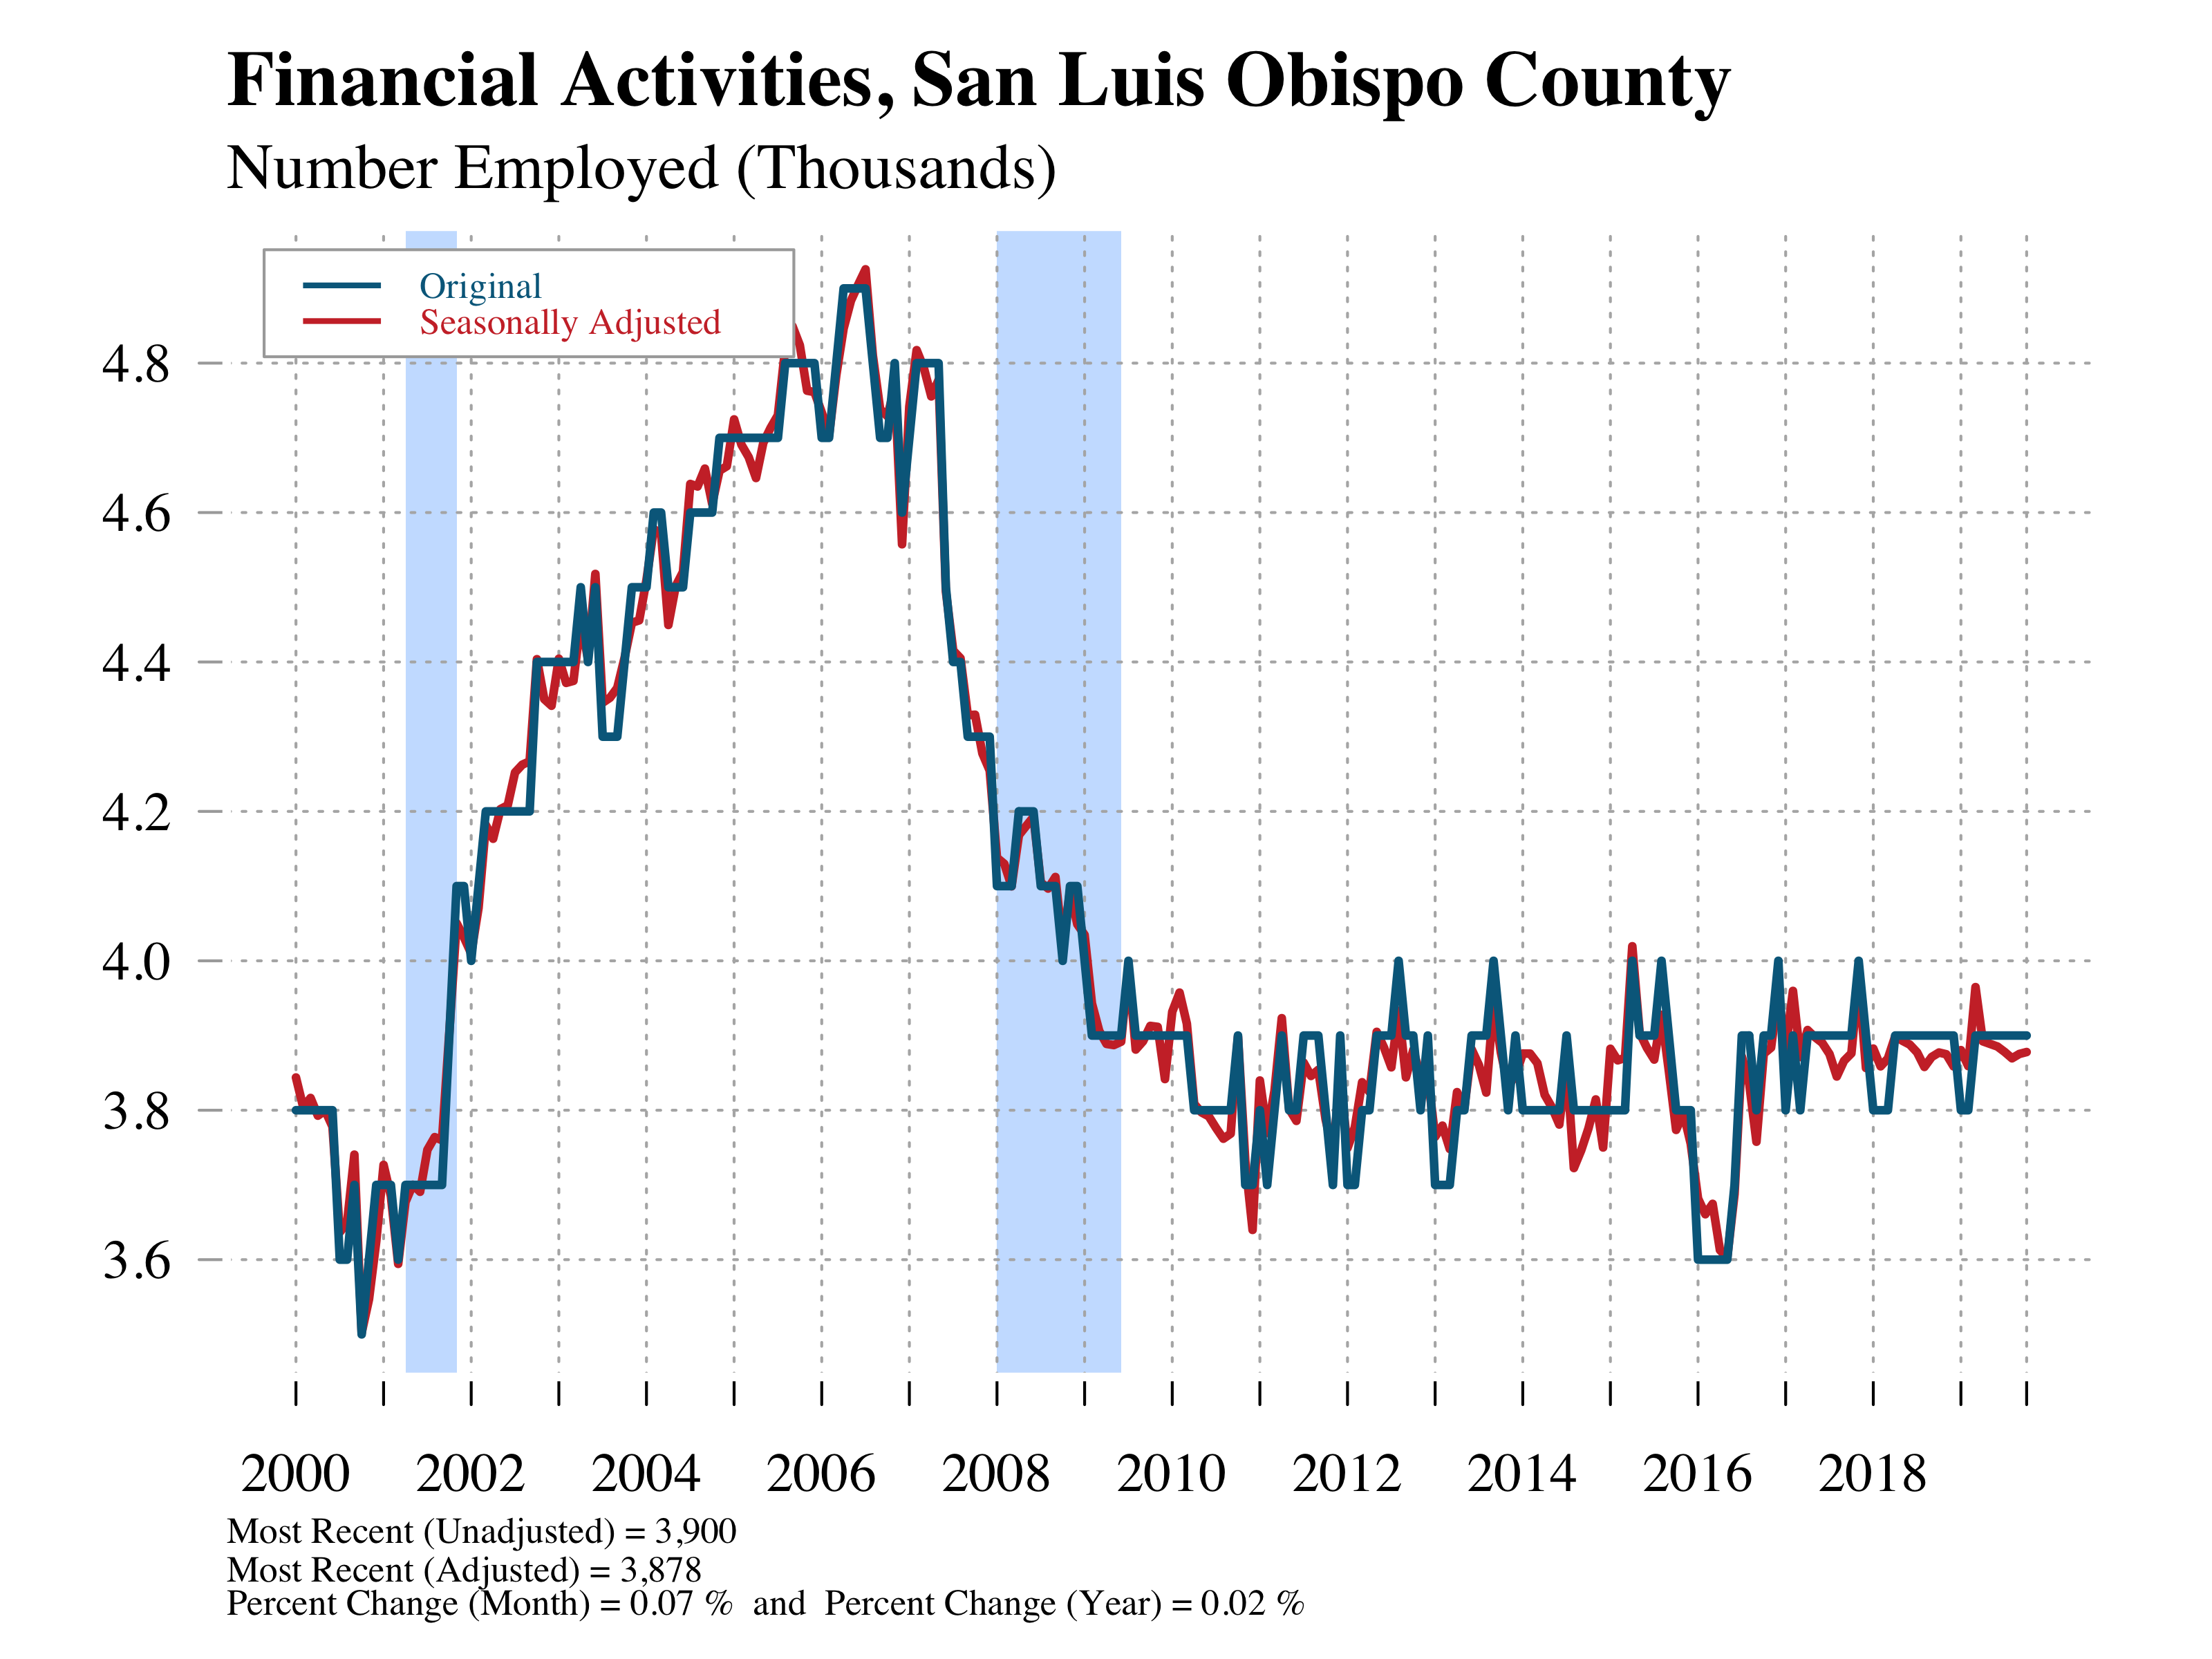 Financial Activities, San Luis Obispo County
Number Employed (Thousands)
Original
Seasonally Adjusted
4.8
4.6
4.4
4.2
4.0
3.8
3.6
2000 2002 2004 2006 2008 2010 2012 2014 2016 2018
Most Recent (Unadjusted) = 3,900
Most Recent (Adjusted) = 3,878
Percent Change (Month) = 0.07 % and Percent Change (Year) = 0.02 %